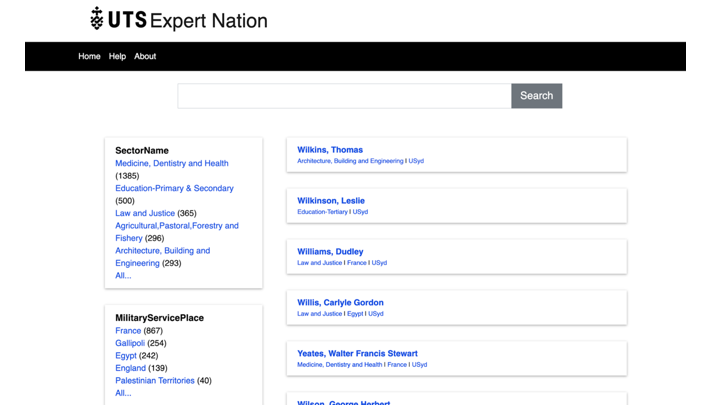 UTS Expert Nation
Home Help About
Search
SectorName
Medicine, Dentistry and Health
(1385)
Education-Primary & Secondary
(500)
Law and Justice (365)
Agricultural,Pastoral,Forestry and
Fishery (296)
Architecture, Building and
Engineering (293)
All...
MilitaryServicePlace
France (867)
Gallipoli (254)
Egypt (242)
England (139)
Palestinian Territories (40)
All...
Wilkins, Thomas
Architecture, Building and Engineering | USyd
Wilkinson, Leslie
Education-Tertiary | USyd
Williams, Dudley
Law and Justice | France | USyd
Willis, Carlyle Gordon
Law and Justice | Egypt | USyd
Yeates, Walter Francis Stewart
Medicine, Dentistry and Health | France | USyd
Wilson, George Herbert